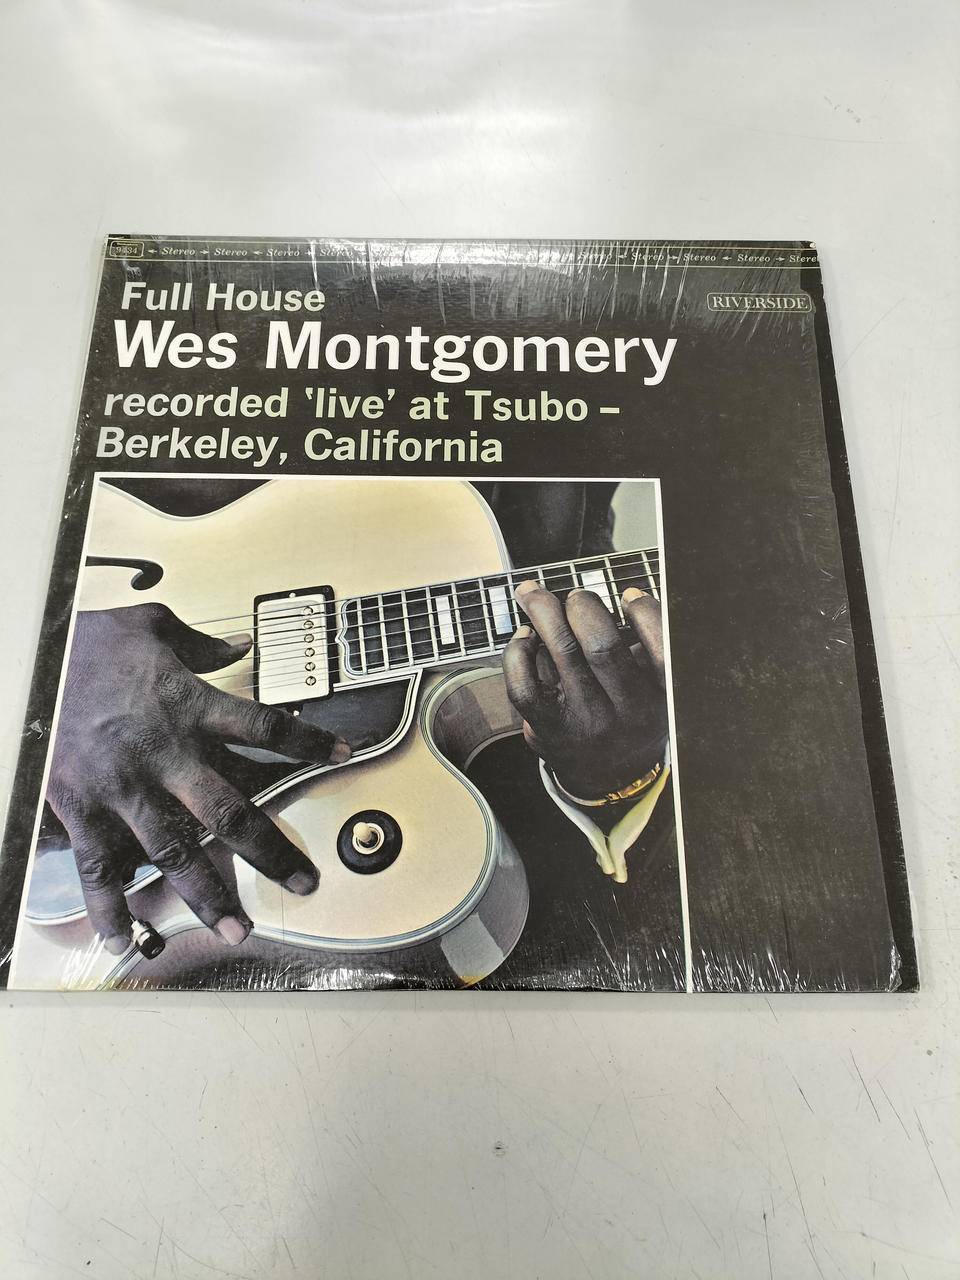 9434 Stereo Stereo Stereo Stereo Stereo Stereo Stereo Stereo Stere
Full House
RIVERSIDE
Wes Montgomery
recorded 'live' at Tsubo –
Berkeley, California